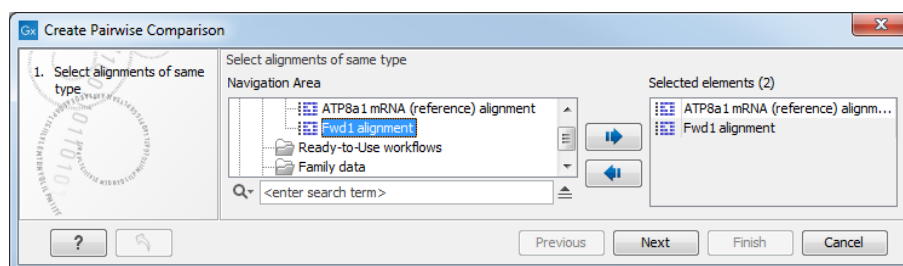 Gx Create Pairwise Comparison
1. Select alignments of same type
Select alignments of same type
Navigation Area
ATP8a1 mRNA (reference) alignment
Fwd1 alignment
Ready-to-Use workflows
Family data
<enter search term>
Selected elements (2)
ATP8a1 mRNA (reference) alignm...
Fwd1 alignment
?
Previous
Next
Finish
Cancel